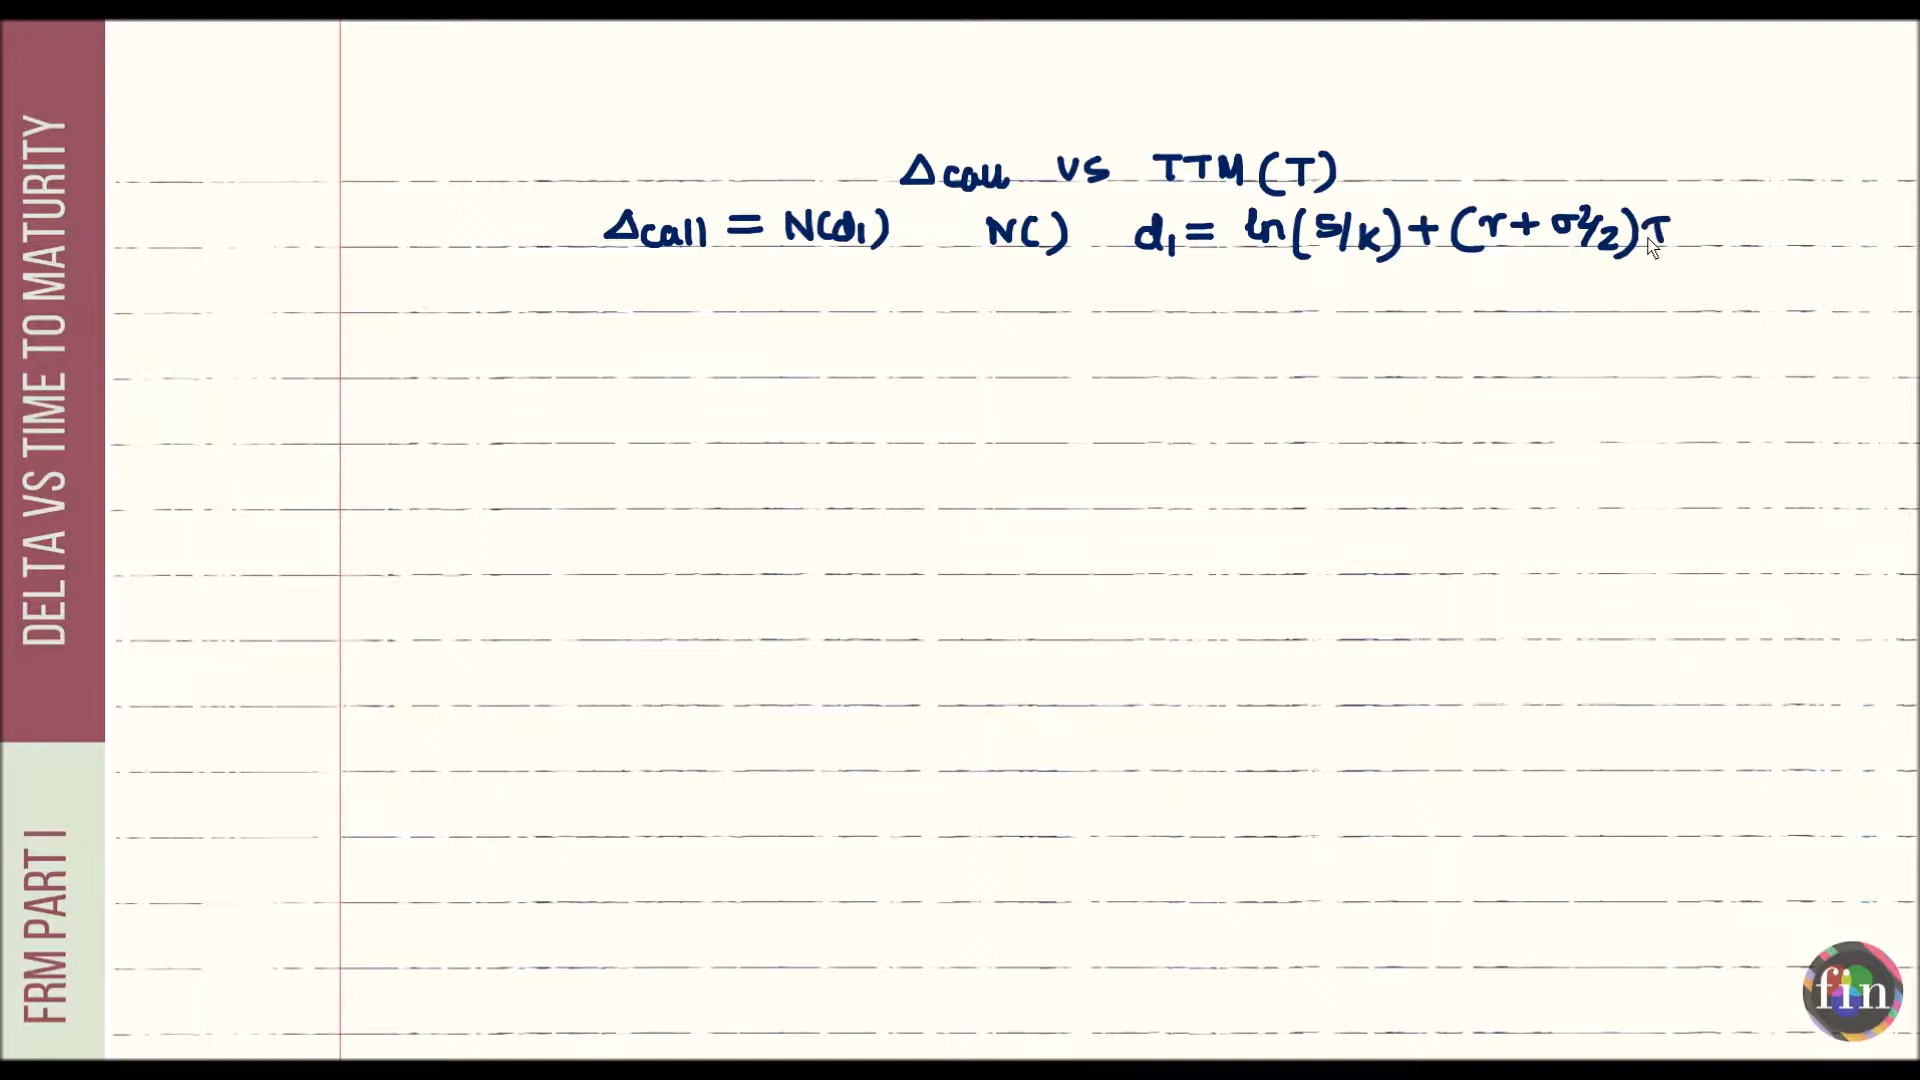 DELTA VS TIME TO MATURITY
FRM PART I
Δcall vs TTM (T)
Δcall = N(d₁) N( ) d₁ = ln(S/K) + (r + σ²/2)T
fin